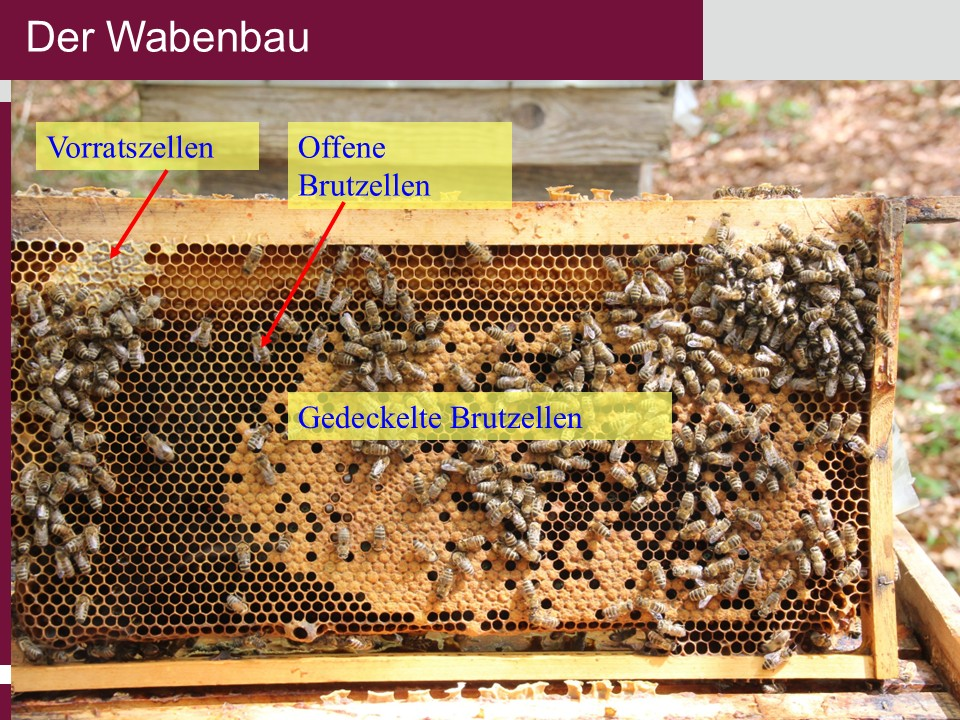 Der Wabenbau
Vorratszellen
Offene
Brutzellen
Gedeckelte Brutzellen